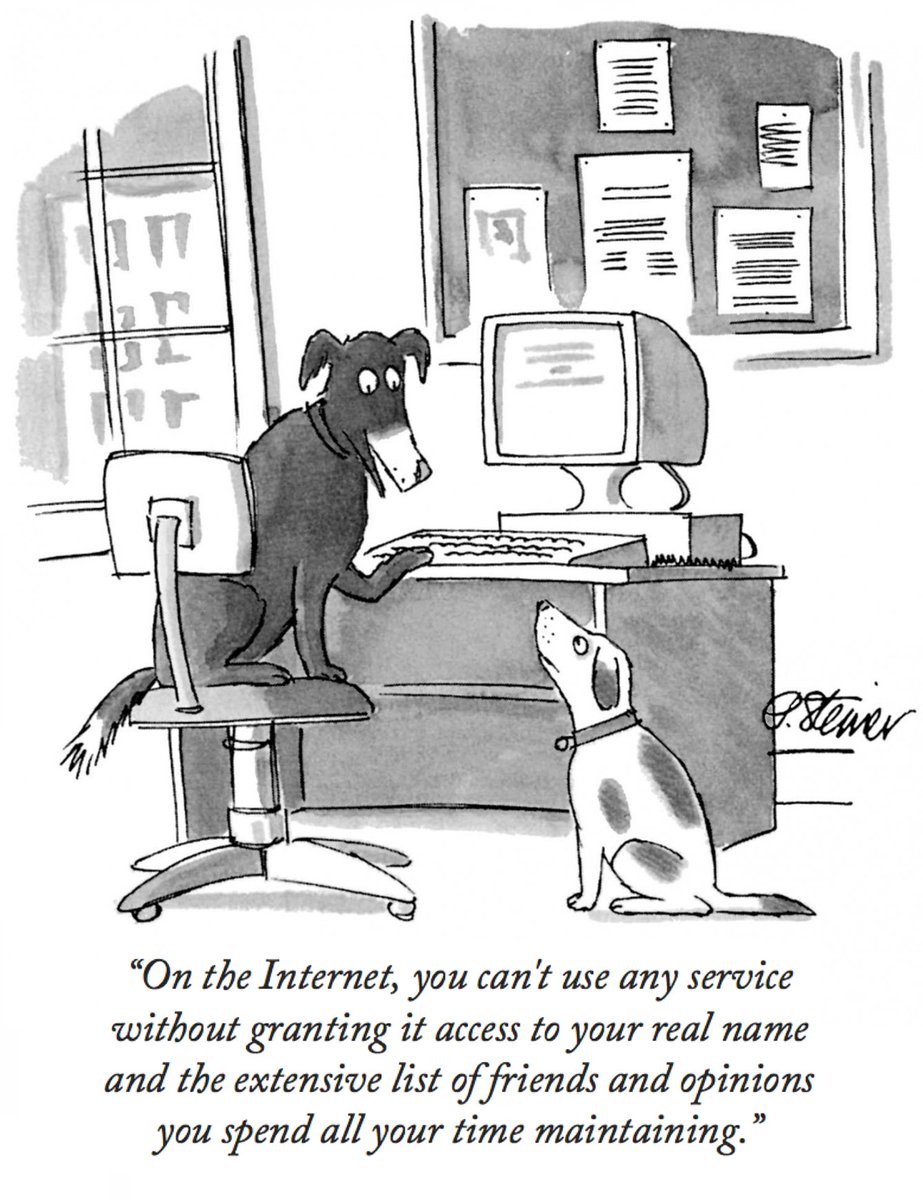 P. Steiner
“On the Internet, you can't use any service
without granting it access to your real name
and the extensive list of friends and opinions
you spend all your time maintaining.”